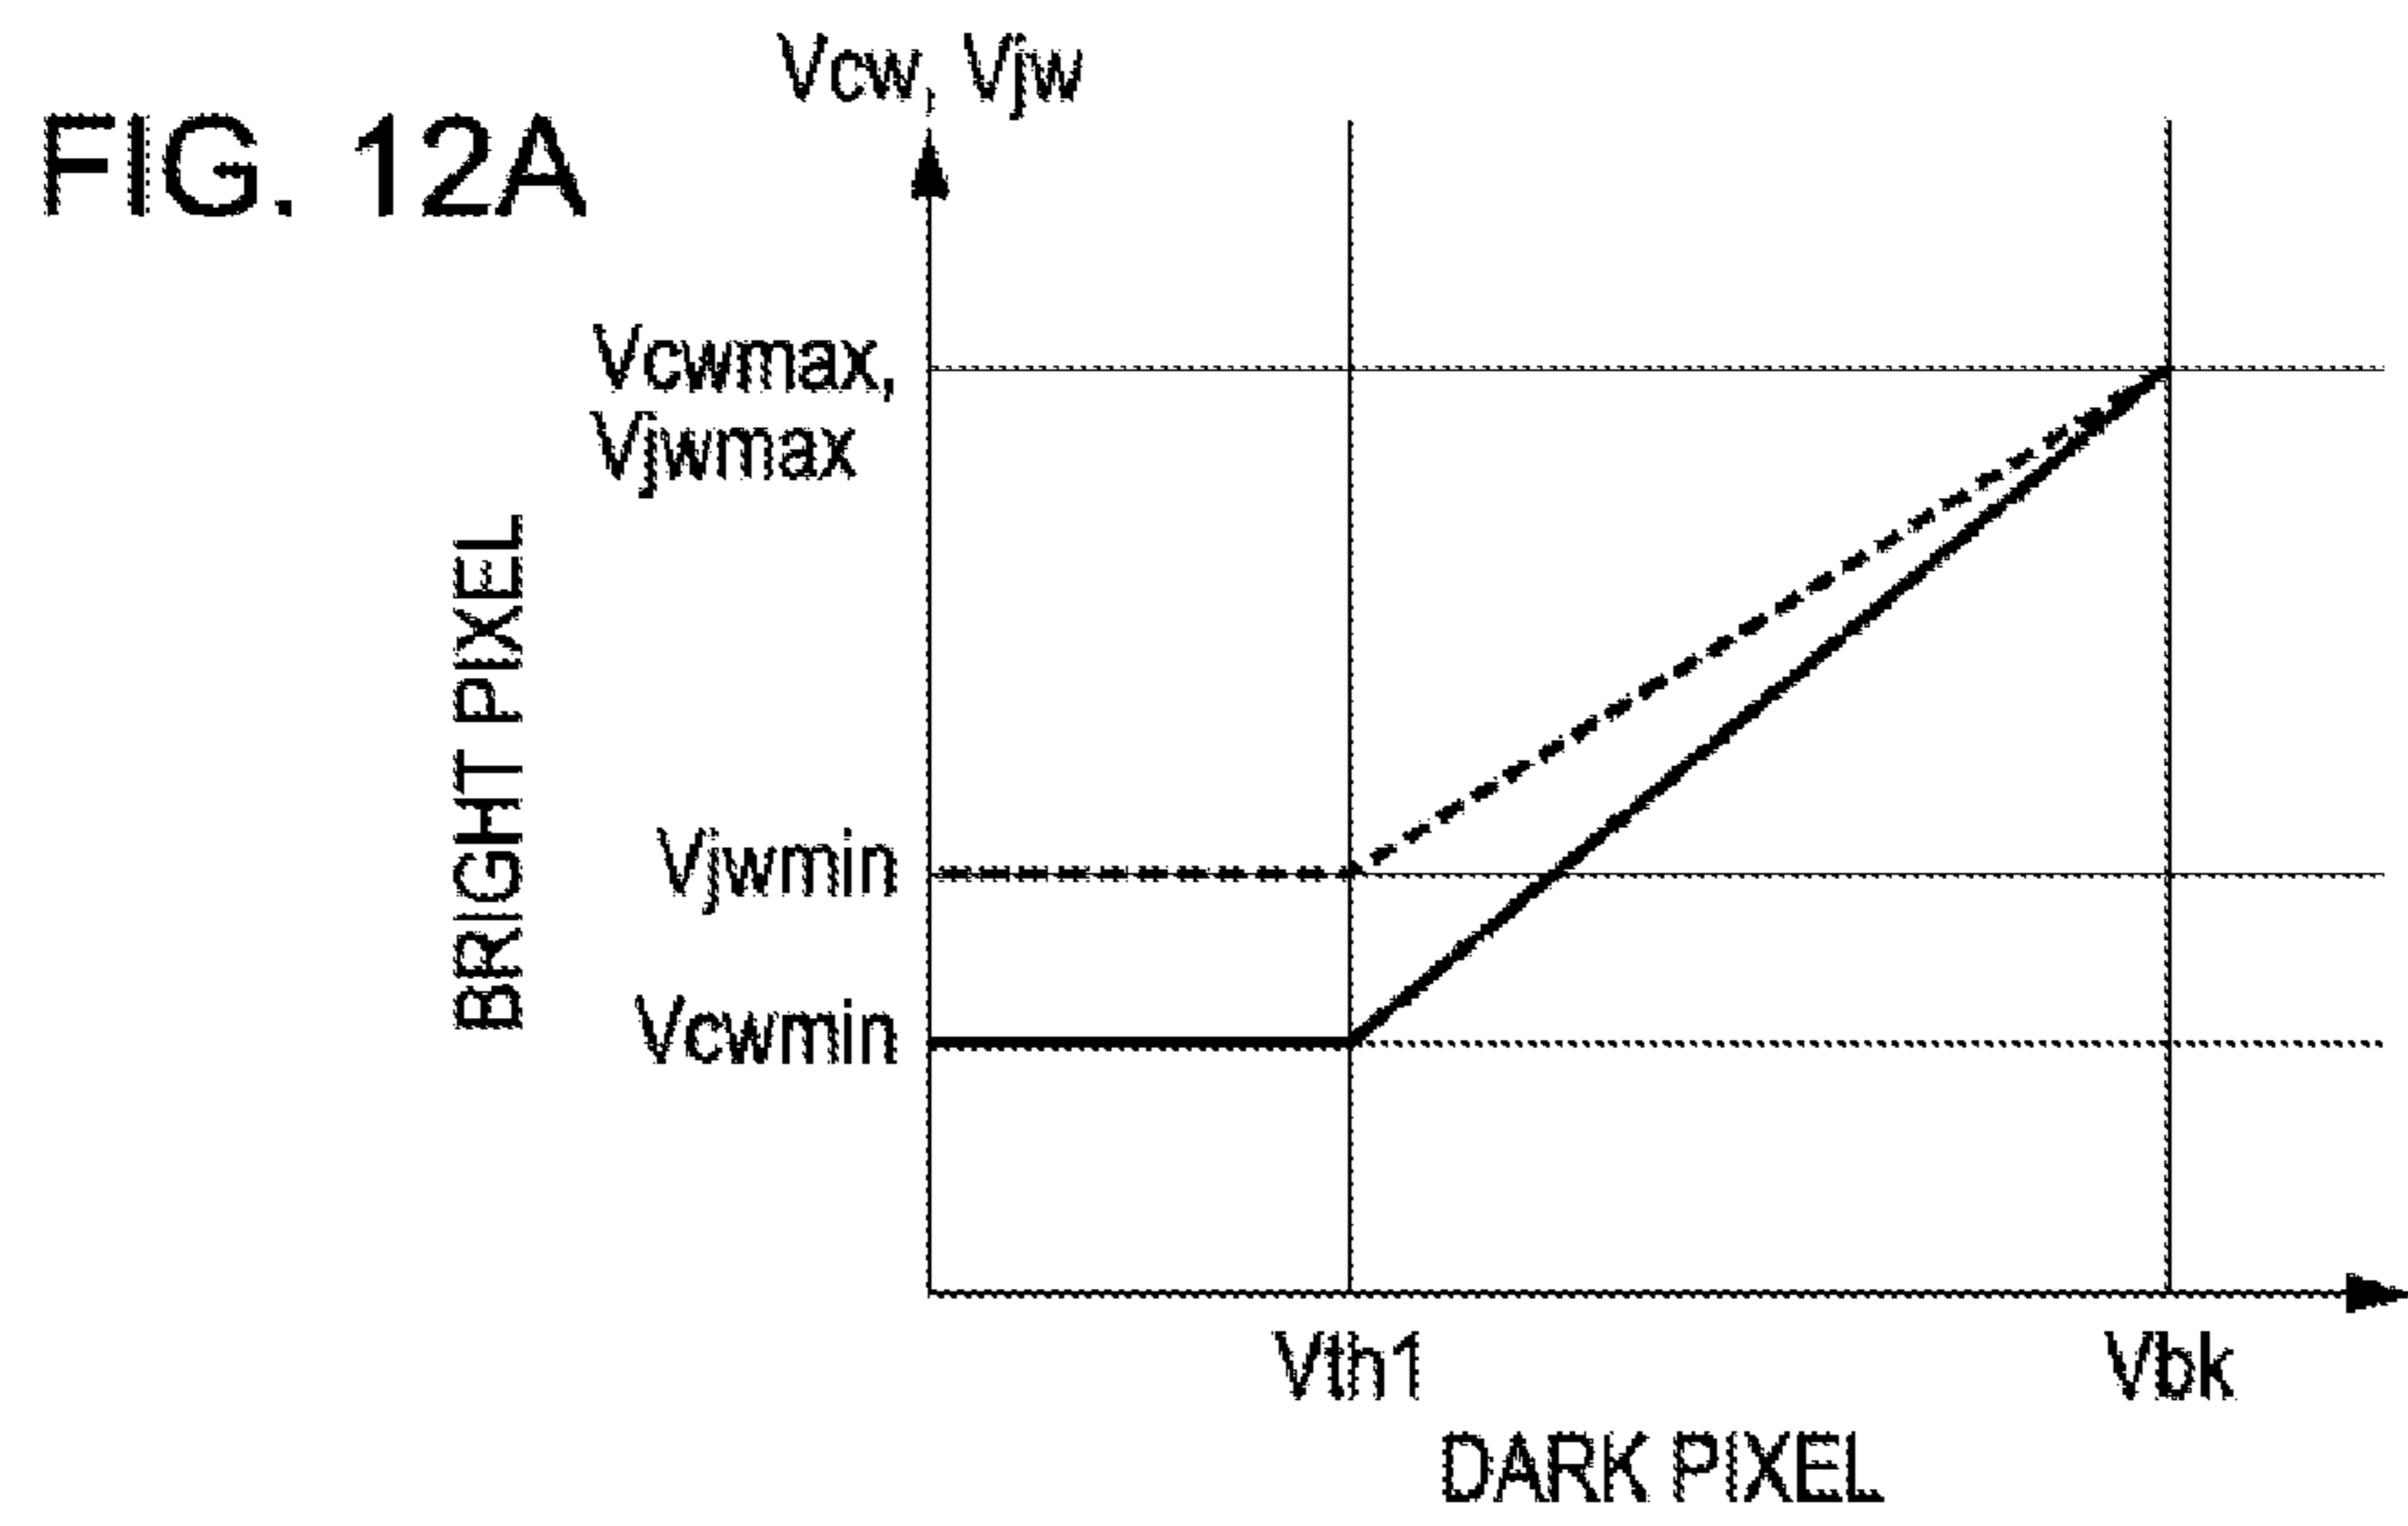 FIG. 12A
Vcw, Vjw
Vcwmax,
Vjwmax
BRIGHT PIXEL
Vjwmin
Vcwmin
Vth1
Vbk
DARK PIXEL